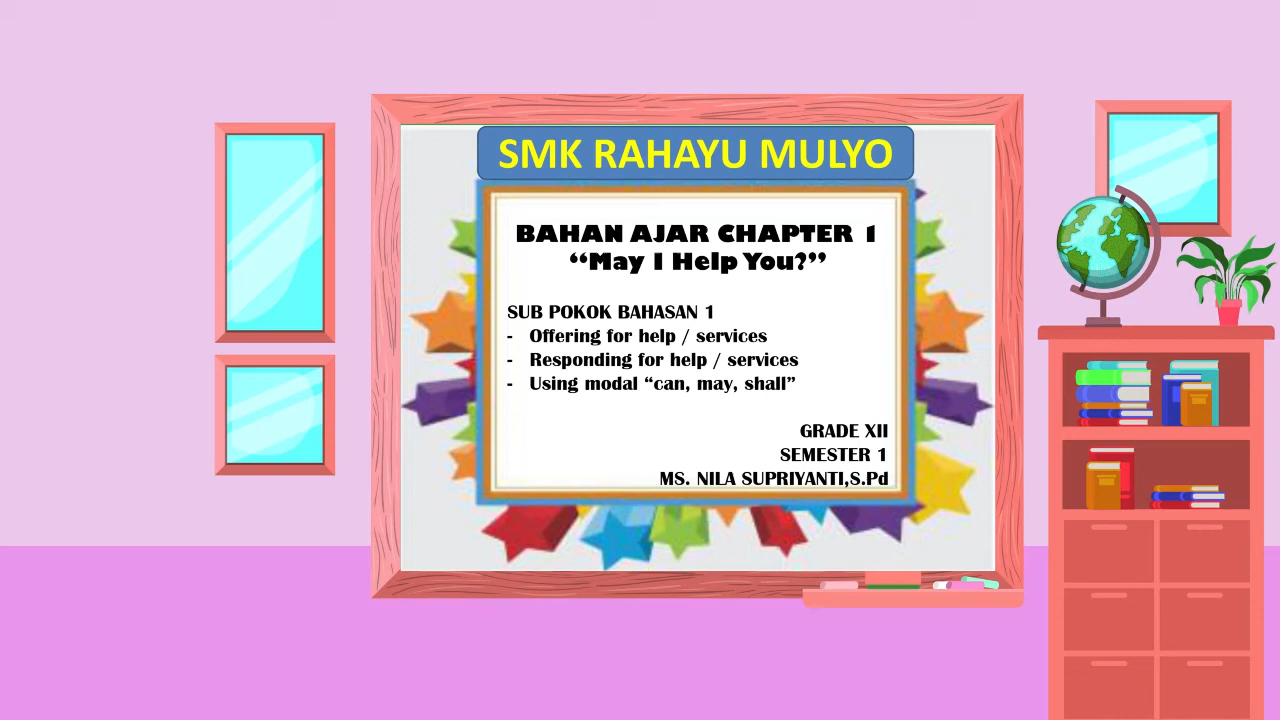 SMK RAHAYU MULYO
BAHAN AJAR CHAPTER 1
“May I Help You?”
SUB POKOK BAHASAN 1
- Offering for help / services
- Responding for help / services
- Using modal “can, may, shall”
GRADE XII
SEMESTER 1
MS. NILA SUPRIYANTI,S.Pd